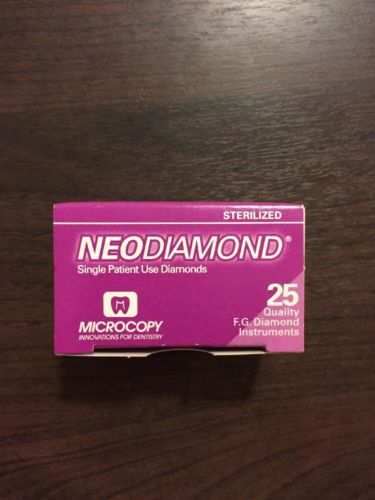 STERILIZED
NEODIAMOND®
Single Patient Use Diamonds
25
Quality
F.G. Diamond
Instruments
MICROCOPY
INNOVATIONS FOR DENTISTRY